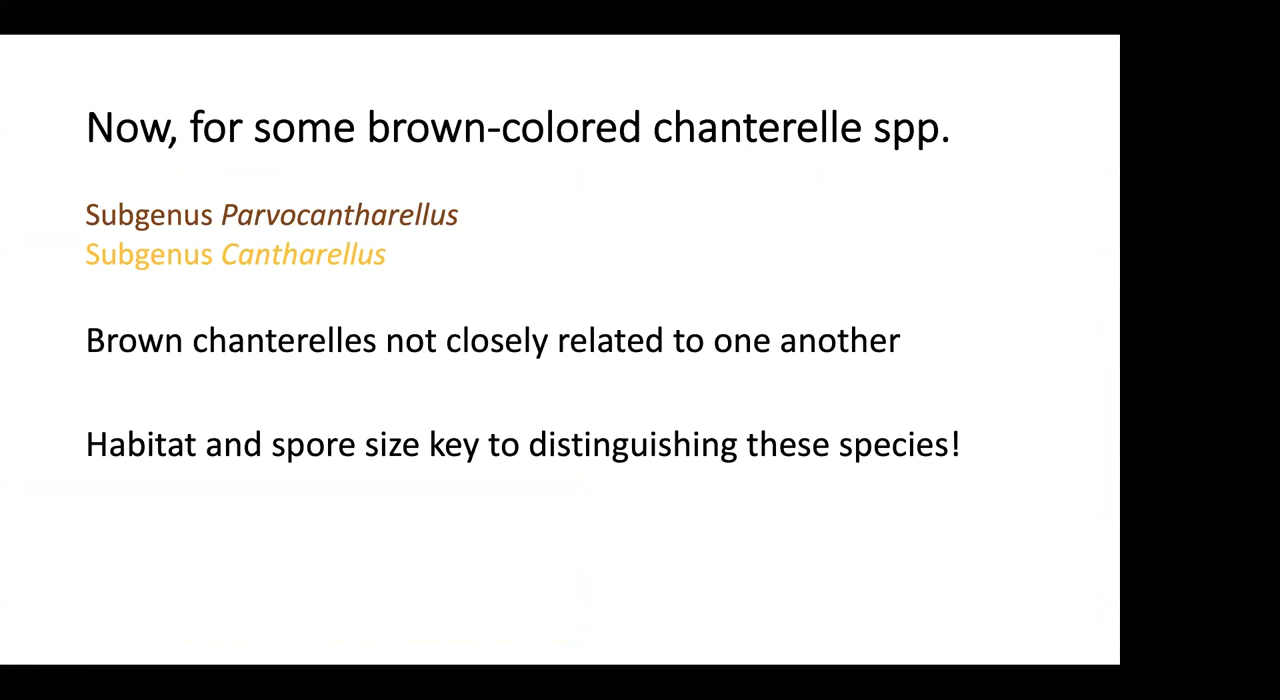 Now, for some brown-colored chanterelle spp.
Subgenus Parvocantharellus
Subgenus Cantharellus
Brown chanterelles not closely related to one another
Habitat and spore size key to distinguishing these species!